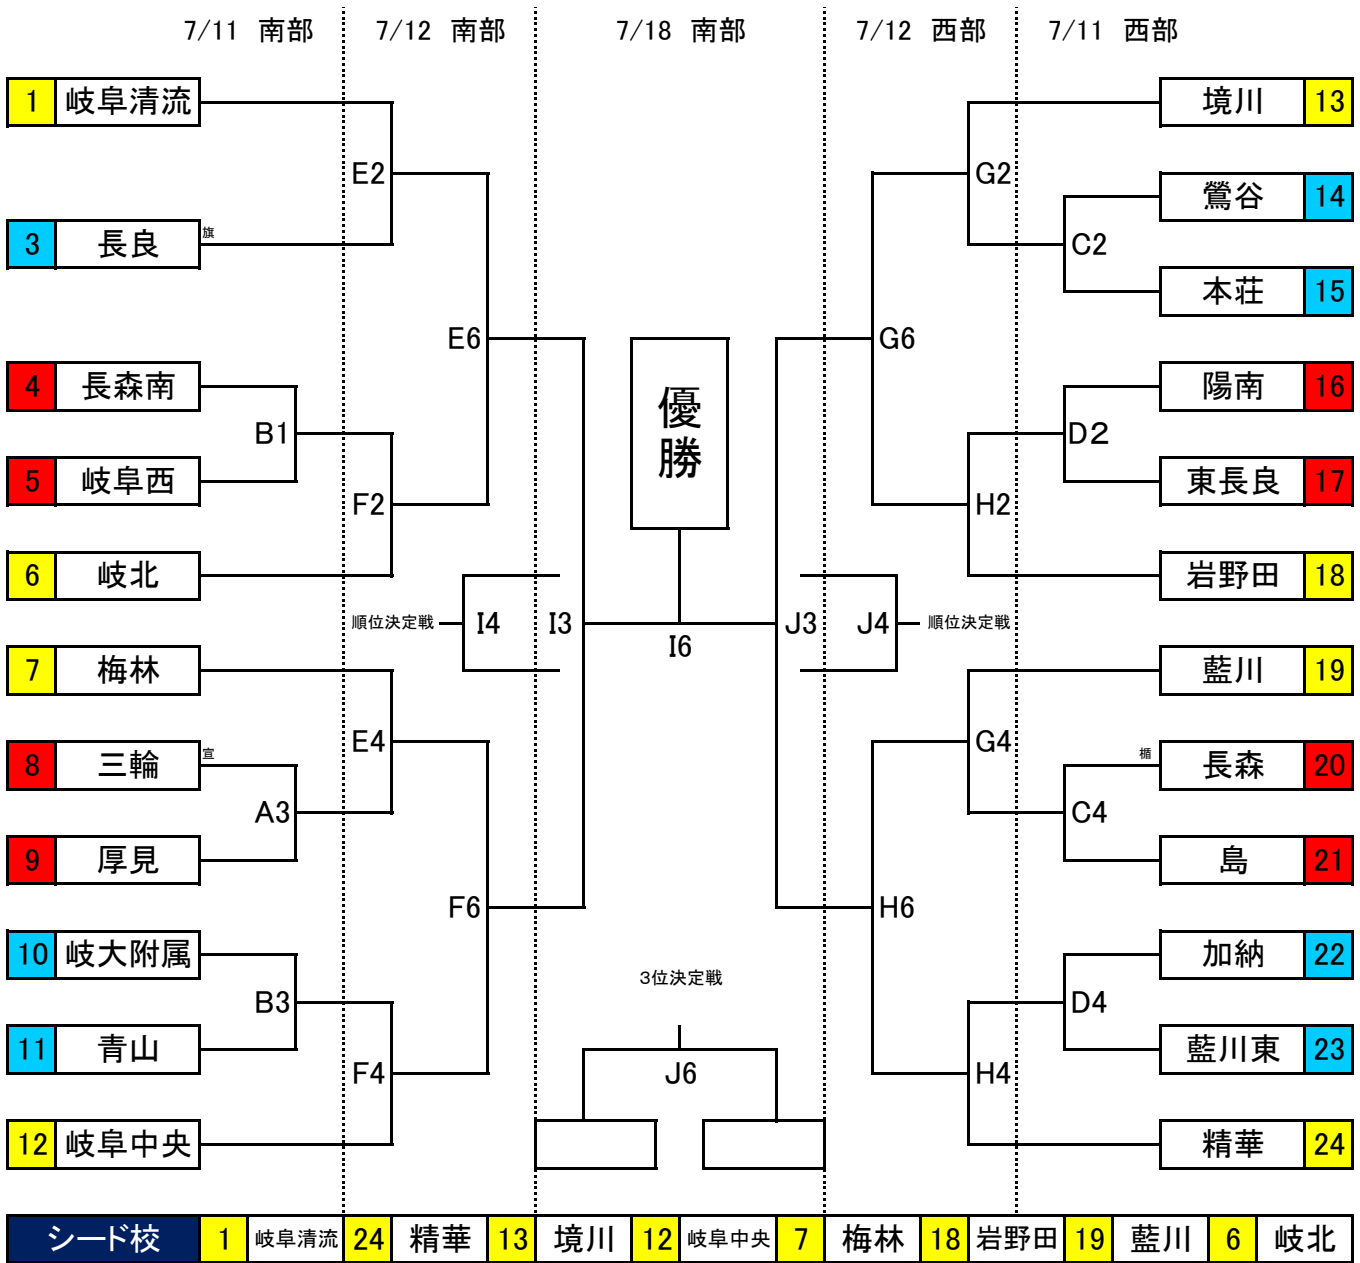 7/11 南部
7/12 南部
7/18 南部
7/12 西部
7/11 西部
1 岐阜清流
3 長良 旗
4 長森南
5 岐阜西
6 岐北
7 梅林
8 三輪 宣
9 厚見
10 岐大附属
11 青山
12 岐阜中央
B1
A3
B3
E2
F2
E4
F4
E6
F6
順位決定戦 I4
I3
優勝
I6
J3
J4 順位決定戦
3位決定戦
J6
G6
H6
G2
H2
G4
H4
C2
D2
C4
D4
境川 13
鶯谷 14
本荘 15
陽南 16
東長良 17
岩野田 18
藍川 19
楯 長森 20
島 21
加納 22
藍川東 23
精華 24
シード校 1 岐阜清流 24 精華 13 境川 12 岐阜中央 7 梅林 18 岩野田 19 藍川 6 岐北